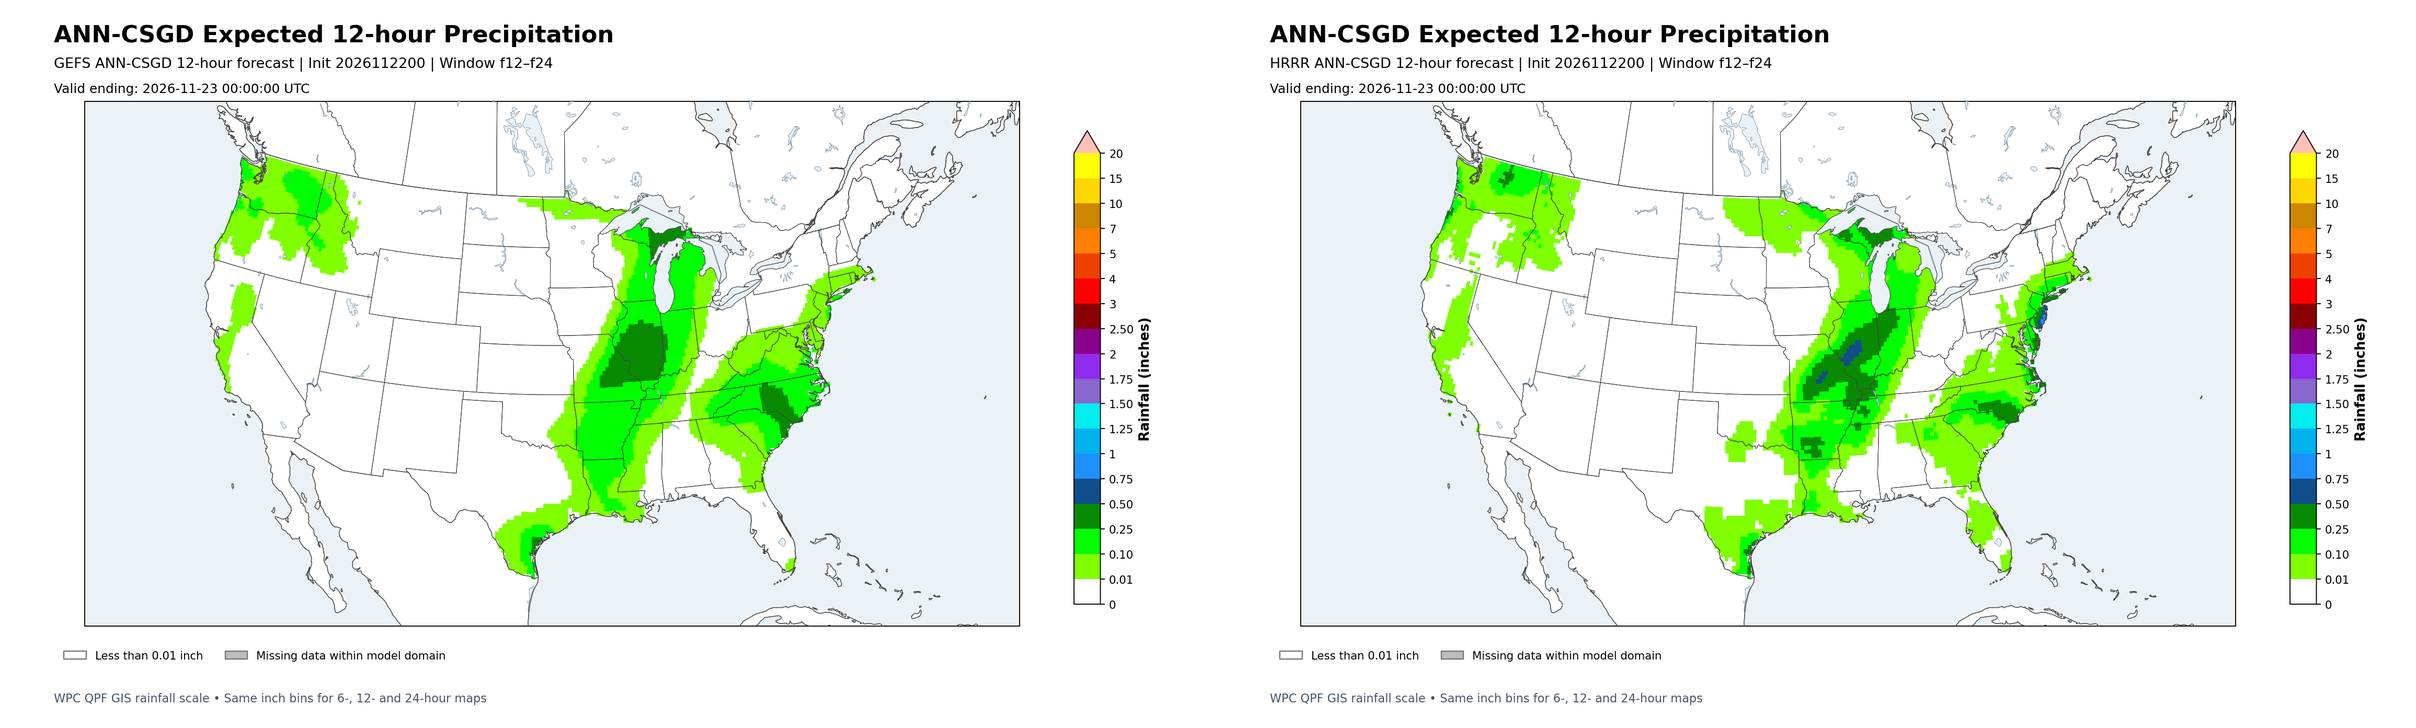 ANN-CSGD Expected 12-hour Precipitation
GEFS ANN-CSGD 12-hour forecast | Init 2026112200 | Window f12–f24
Valid ending: 2026-11-23 00:00:00 UTC
20
15
10
7
5
4
3
2.50
2
1.75
1.50
1.25
1
0.75
0.50
0.25
0.10
0.01
0
Rainfall (inches)
Less than 0.01 inch
Missing data within model domain
WPC QPF GIS rainfall scale • Same inch bins for 6-, 12- and 24-hour maps
ANN-CSGD Expected 12-hour Precipitation
HRRR ANN-CSGD 12-hour forecast | Init 2026112200 | Window f12–f24
Valid ending: 2026-11-23 00:00:00 UTC
20
15
10
7
5
4
3
2.50
2
1.75
1.50
1.25
1
0.75
0.50
0.25
0.10
0.01
0
Rainfall (inches)
Less than 0.01 inch
Missing data within model domain
WPC QPF GIS rainfall scale • Same inch bins for 6-, 12- and 24-hour maps